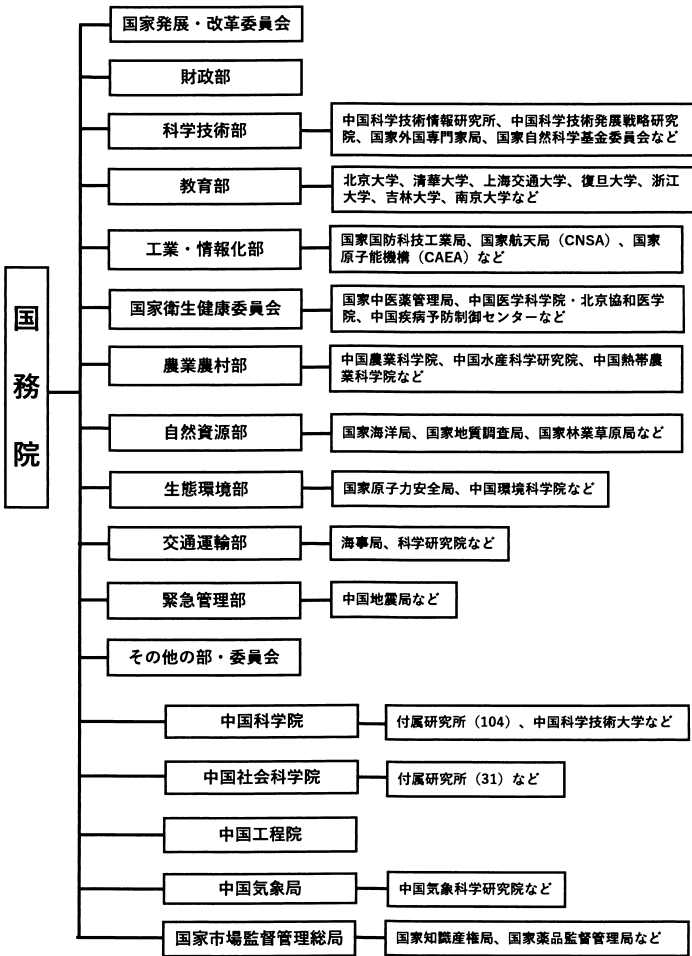 国務院
国家発展・改革委員会
財政部
科学技術部
中国科学技術情報研究所、中国科学技術発展戦略研究
院、国家外国専門家局、国家自然科学基金委員会など
教育部
北京大学、清華大学、上海交通大学、復旦大学、浙江
大学、吉林大学、南京大学など
工業・情報化部
国家国防科技工業局、国家航天局（CNSA）、国家
原子能機構（CAEA）など
国家衛生健康委員会
国家中医薬管理局、中国医学科学院・北京協和医学
院、中国疾病予防制御センターなど
農業農村部
中国農業科学院、中国水産科学研究院、中国熱帯農
業科学院など
自然資源部
国家海洋局、国家地質調査局、国家林業草原局など
生態環境部
国家原子力安全局、中国環境科学院など
交通運輸部
海事局、科学研究院など
緊急管理部
中国地震局など
その他の部・委員会
中国科学院
付属研究所（104）、中国科学技術大学など
中国社会科学院
付属研究所（31）など
中国工程院
中国気象局
中国気象科学研究院など
国家市場監督管理総局
国家知識産権局、国家薬品監督管理局など